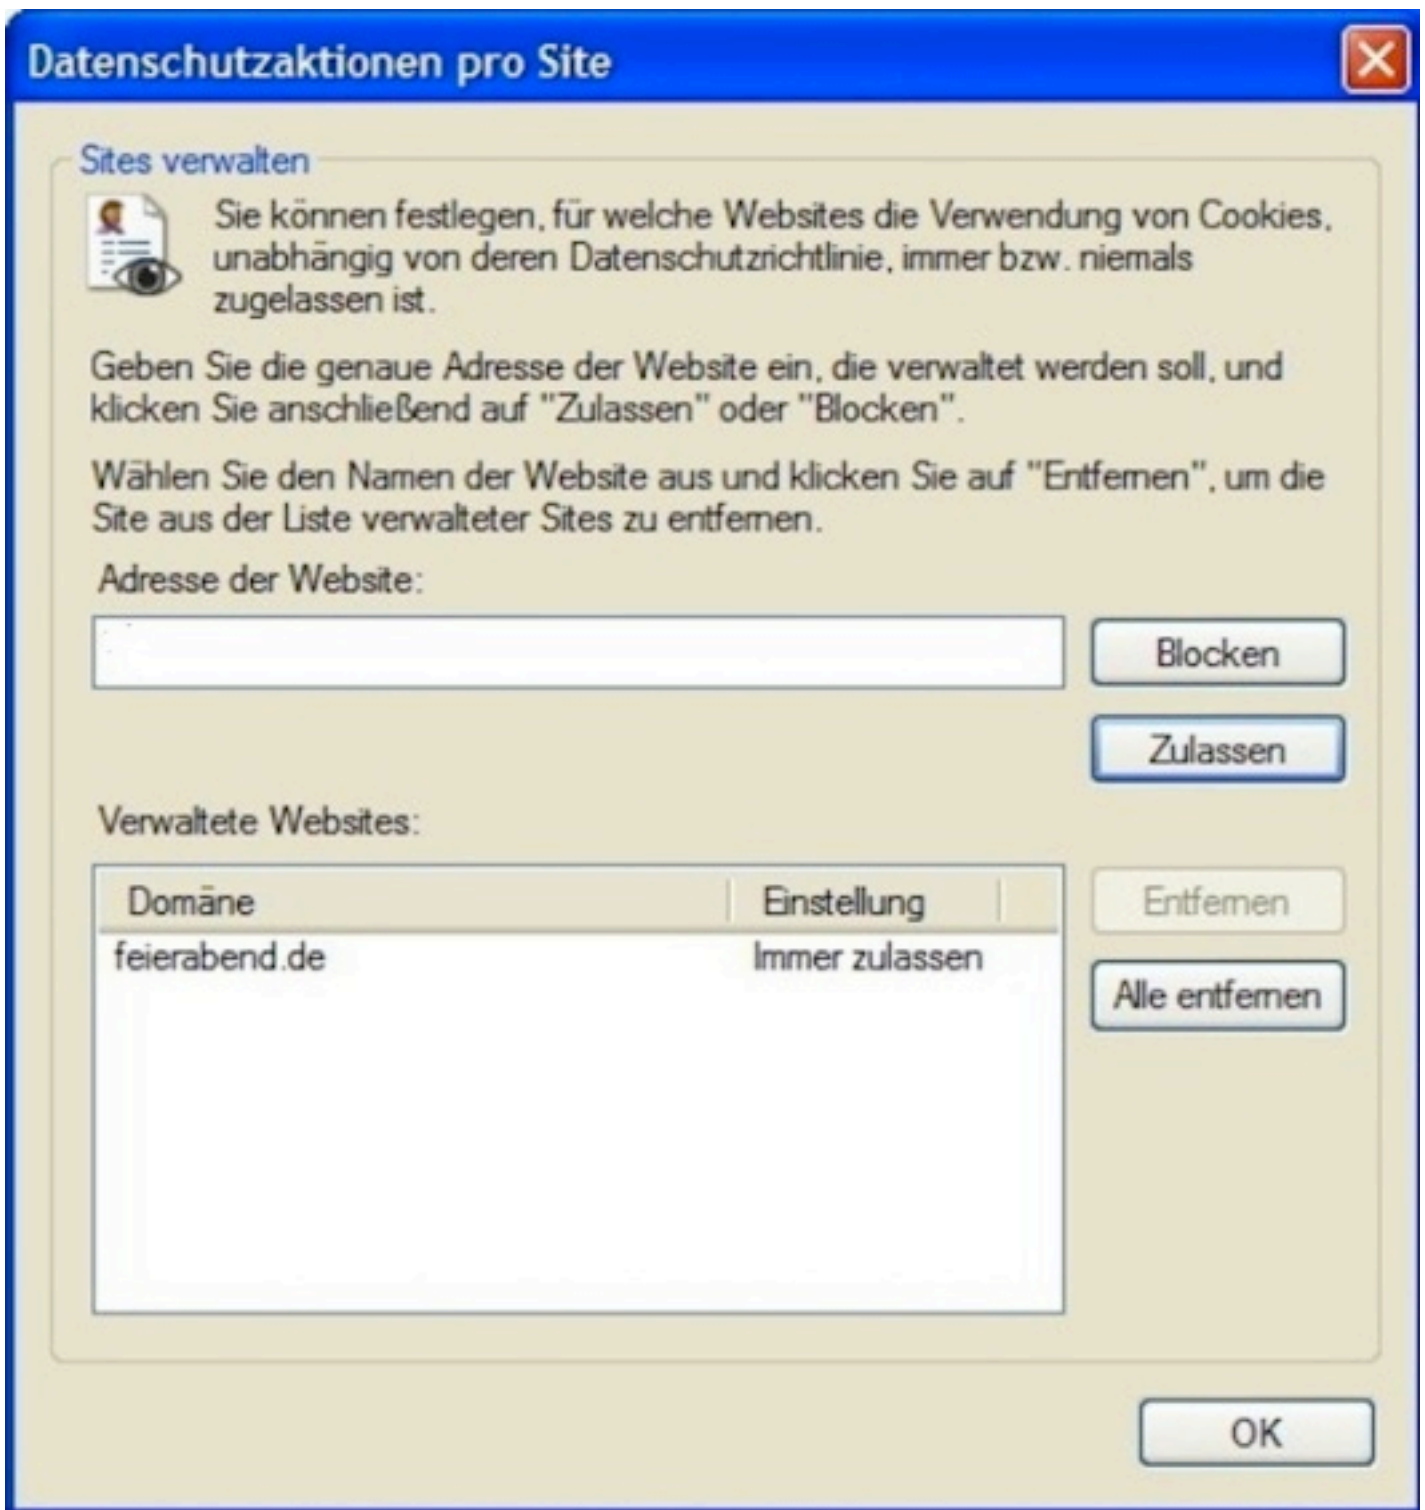 Datenschutzaktionen pro Site
Sites verwalten
Sie können festlegen, für welche Websites die Verwendung von Cookies,
unabhängig von deren Datenschutzrichtlinie, immer bzw. niemals
zugelassen ist.
Geben Sie die genaue Adresse der Website ein, die verwaltet werden soll, und
klicken Sie anschließend auf "Zulassen" oder "Blocken".
Wählen Sie den Namen der Website aus und klicken Sie auf "Entfernen", um die
Site aus der Liste verwalteter Sites zu entfernen.
Adresse der Website:
Blocken
Zulassen
Verwaltete Websites:
Domäne Einstellung
Entfernen
feierabend.de Immer zulassen
Alle entfernen
OK